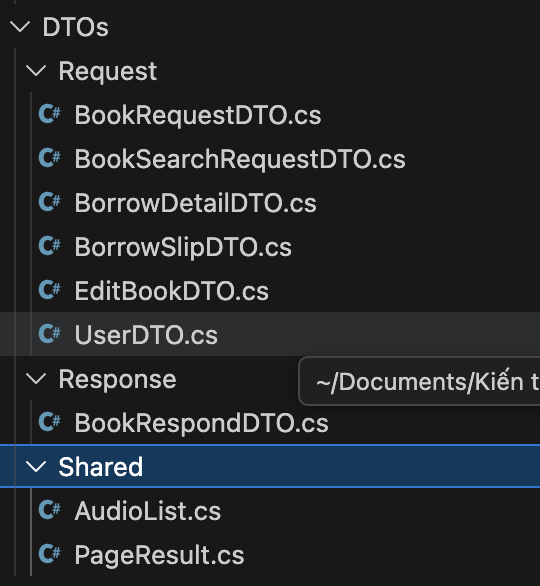 DTOs
Request
C# BookRequestDTO.cs
C# BookSearchRequestDTO.cs
C# BorrowDetailDTO.cs
C# BorrowSlipDTO.cs
C# EditBookDTO.cs
C# UserDTO.cs
Response
~/Documents/Kiến t
C# BookRespondDTO.cs
Shared
C# AudioList.cs
C# PageResult.cs